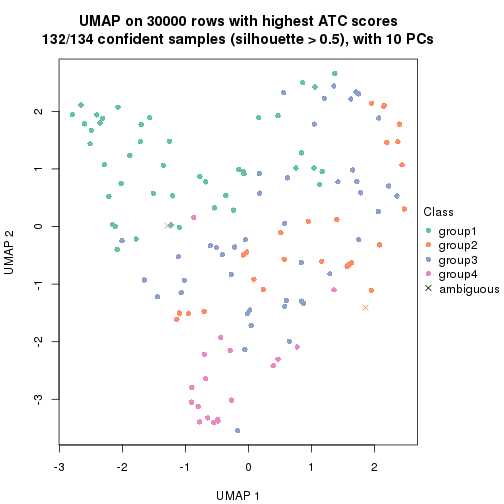 UMAP on 30000 rows with highest ATC scores
132/134 confident samples (silhouette > 0.5), with 10 PCs
2
1
0
-1
-2
-3
UMAP 2
-3
-2
-1
0
1
2
UMAP 1
Class
group1
group2
group3
group4
ambiguous